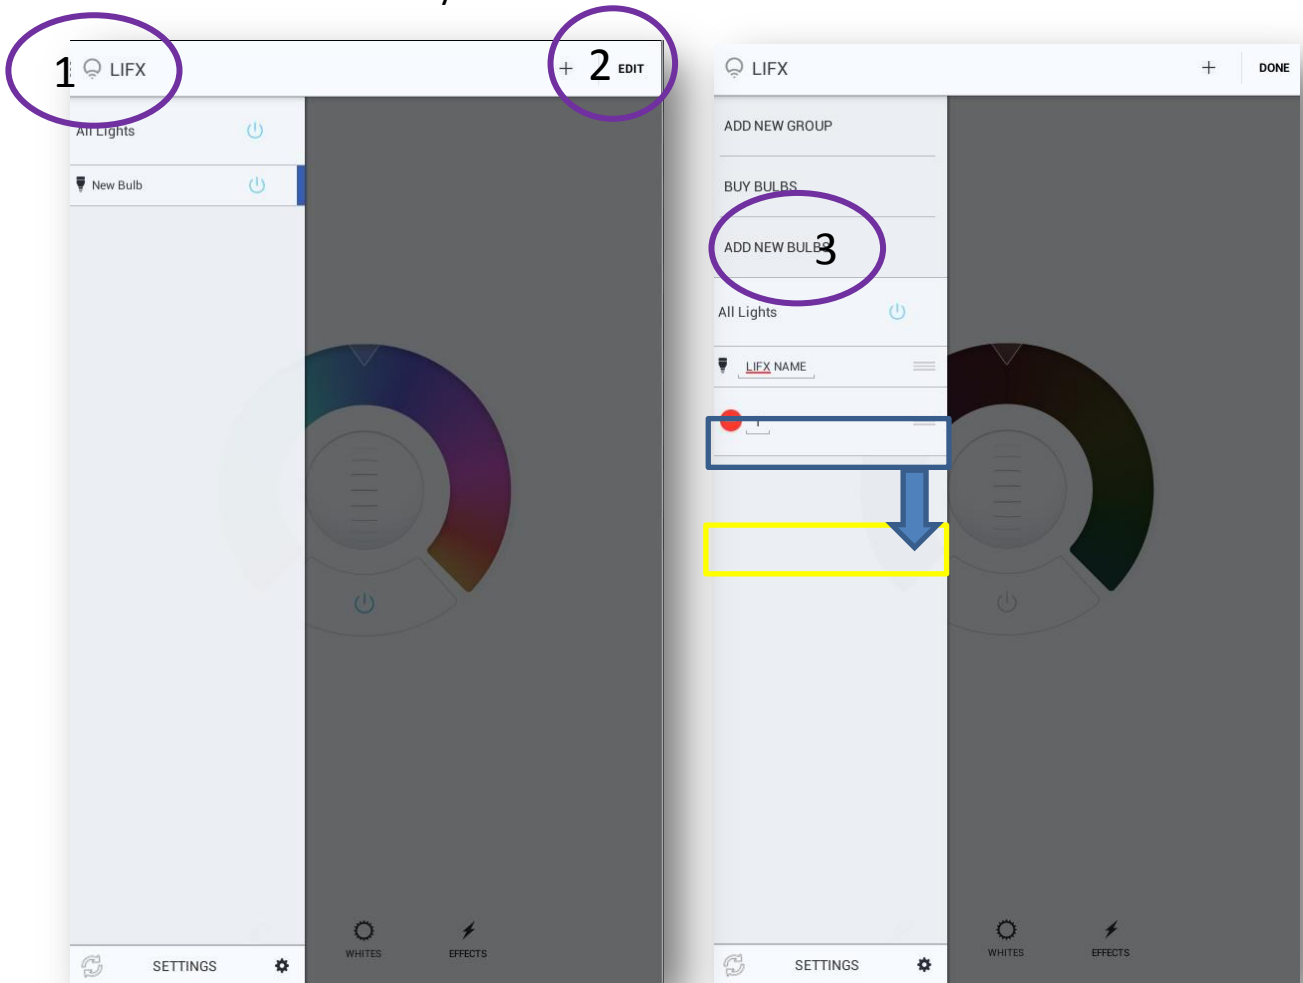 1 LIFX
+ 2 EDIT
All Lights
New Bulb
WHITES
EFFECTS
SETTINGS
LIFX
+ DONE
ADD NEW GROUP
BUY BULBS
ADD NEW BULBS
3
All Lights
LIFX NAME
WHITES
EFFECTS
SETTINGS